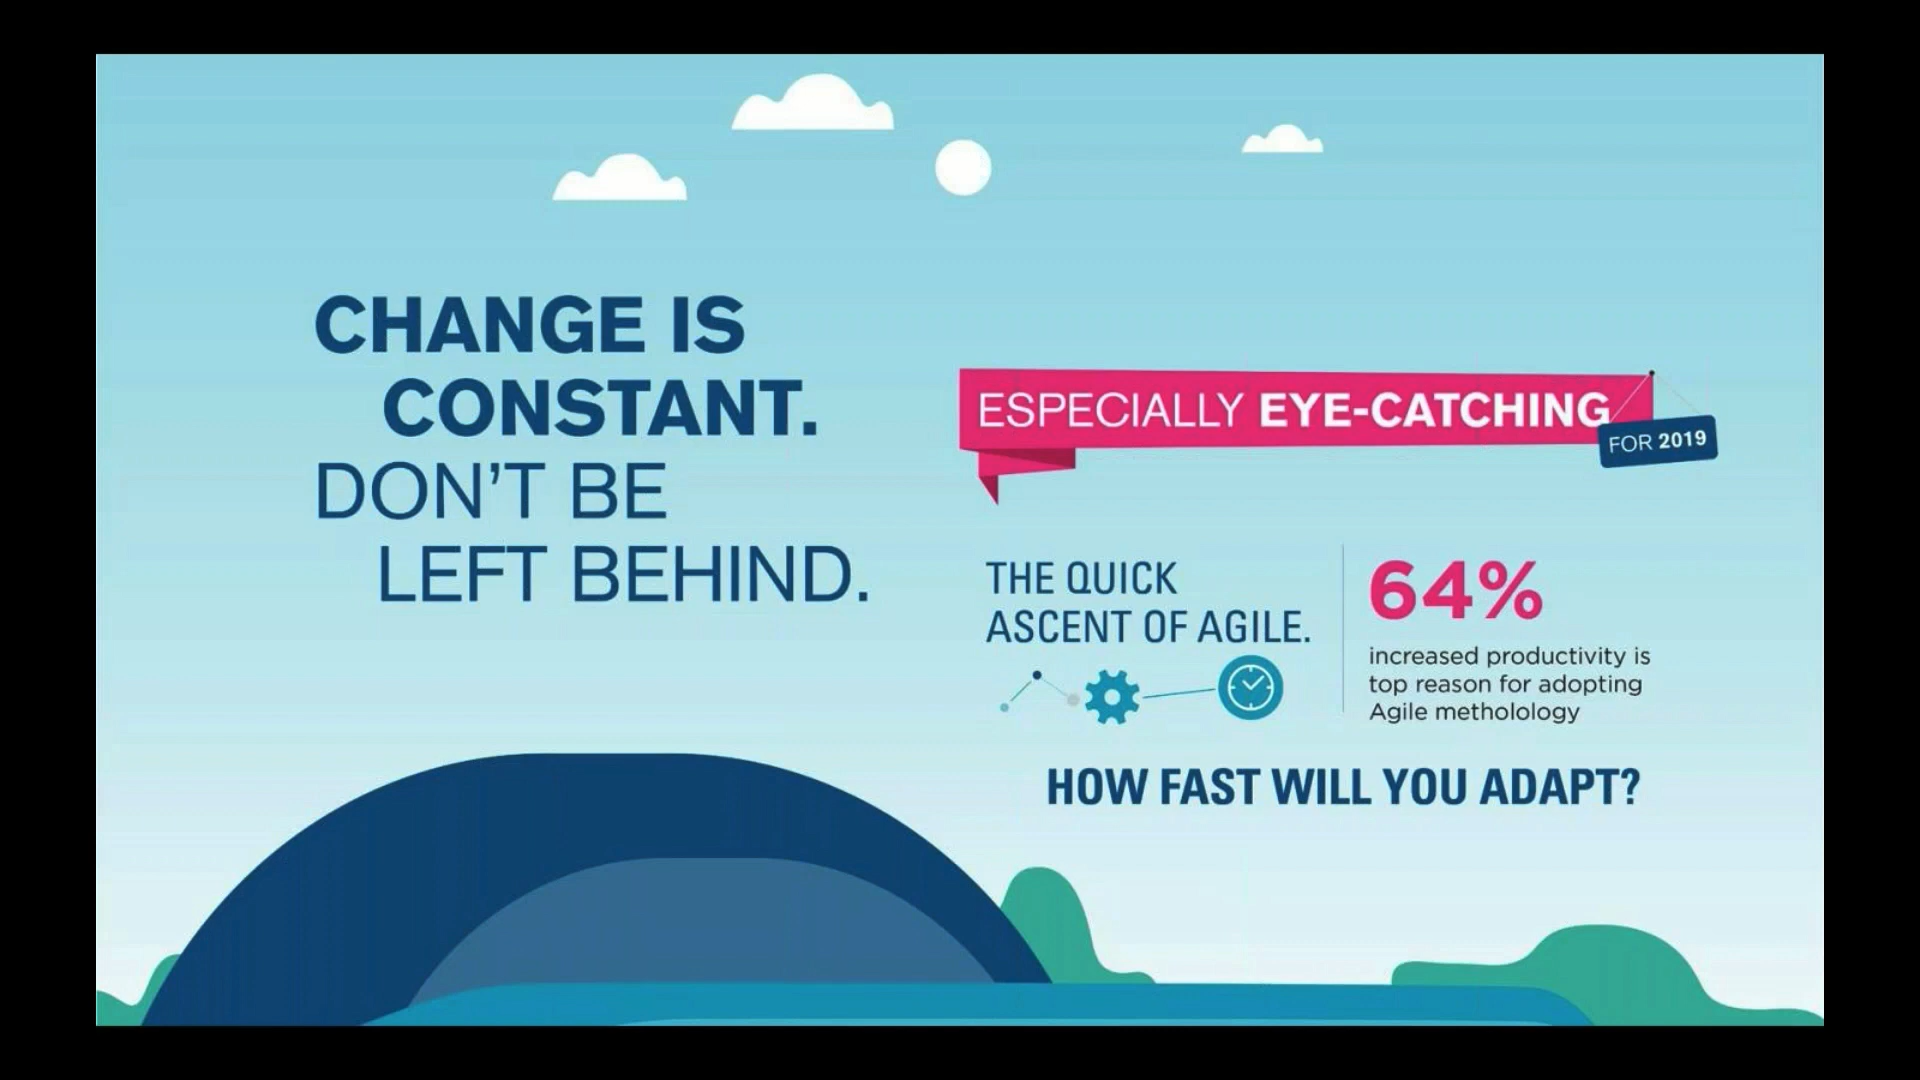 CHANGE IS
CONSTANT.
DON'T BE
LEFT BEHIND.
ESPECIALLY EYE-CATCHING
FOR 2019
THE QUICK
ASCENT OF AGILE.
64%
increased productivity is
top reason for adopting
Agile metholology
HOW FAST WILL YOU ADAPT?